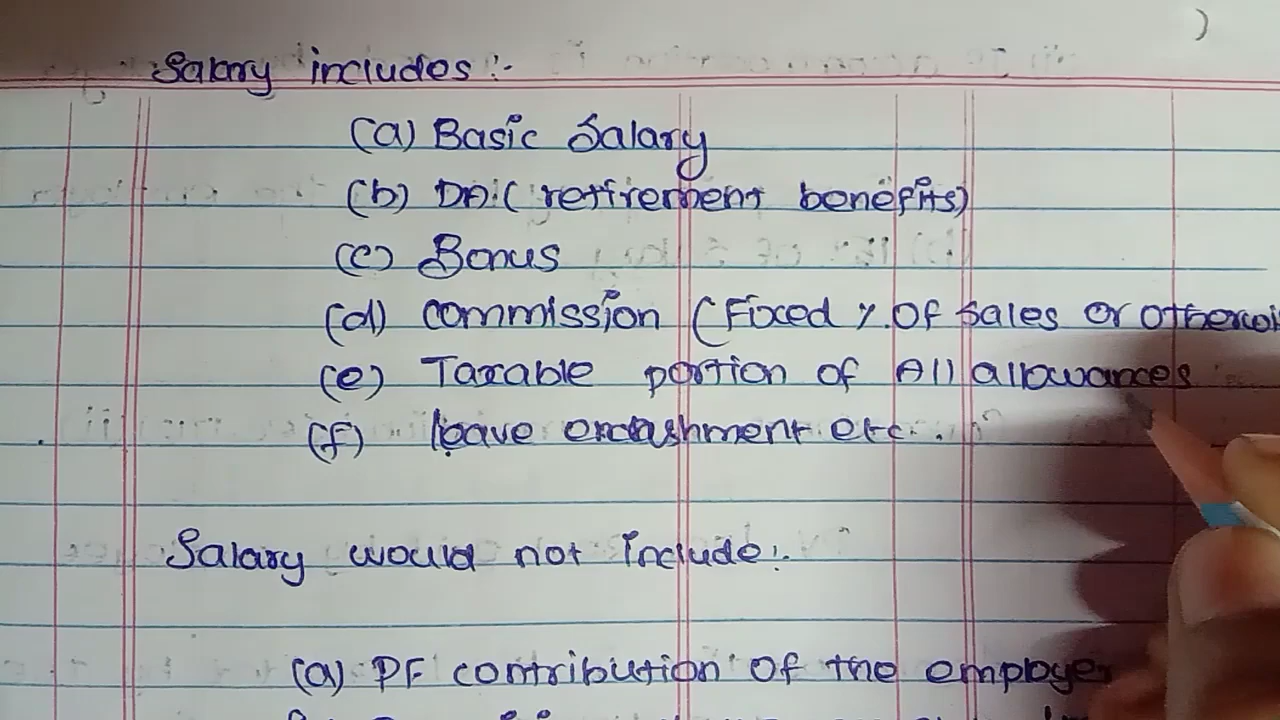 Salary includes :-
(a) Basic Salary
(b) DA (retirement benefits)
(c) Bonus
(d) commission (Fixed % of sales or
(e) Taxable portion of All allowances
(f) leave encashment etc.
Salary would not include :-
(a) PF contribution of the